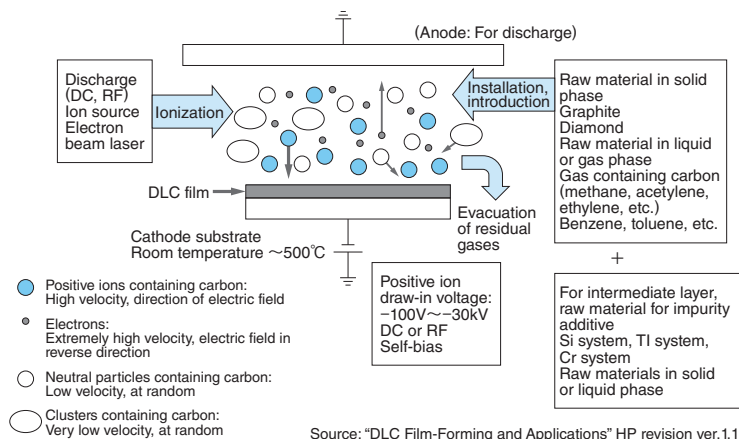 (Anode: For discharge)
Discharge
(DC, RF)
Ion source
Electron
beam laser
Ionization
Installation,
introduction
Raw material in solid
phase
Graphite
Diamond
Raw material in liquid
or gas phase
Gas containing carbon
(methane, acetylene,
ethylene, etc.)
Benzene, toluene, etc.
DLC film
Evacuation
of residual
gases
Cathode substrate
Room temperature ~500℃
+
Positive ions containing carbon:
High velocity, direction of electric field
Electrons:
Extremely high velocity, electric field in
reverse direction
Neutral particles containing carbon:
Low velocity, at random
Clusters containing carbon:
Very low velocity, at random
Positive ion
draw-in voltage:
−100V~−30kV
DC or RF
Self-bias
For intermediate layer,
raw material for impurity
additive
Si system, TI system,
Cr system
Raw materials in solid
or liquid phase
Source: “DLC Film-Forming and Applications” HP revision ver.1.1